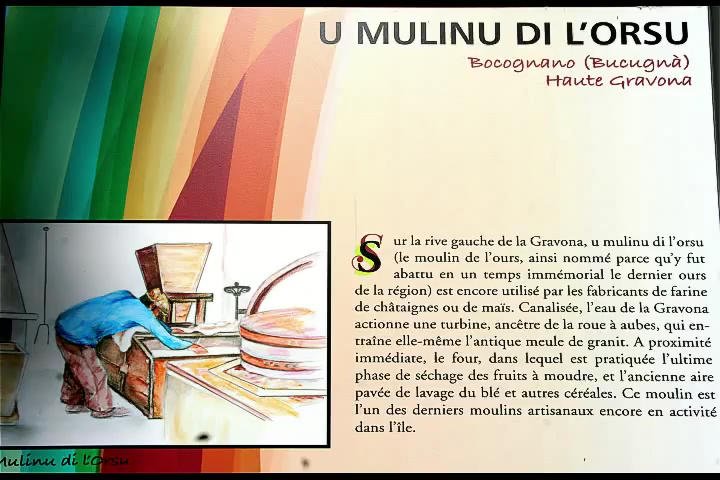 U MULINU DI L'ORSU
Bocognano (Bucugnà)
Haute Gravona
Sur la rive gauche de la Gravona, u mulinu di l'orsu
(le moulin de l'ours, ainsi nommé parce qu'y fut
abattu en un temps immémorial le dernier ours
de la région) est encore utilisé par les fabricants de farine
de châtaignes ou de maïs. Canalisée, l'eau de la Gravona
actionne une turbine, ancêtre de la roue à aubes, qui en-
traîne elle-même l'antique meule de granit. A proximité
immédiate, le four, dans lequel est pratiquée l'ultime
phase de séchage des fruits à moudre, et l'ancienne aire
pavée de lavage du blé et autres céréales. Ce moulin est
l'un des derniers moulins artisanaux encore en activité
dans l'île.
Mulinu di l'Orsu